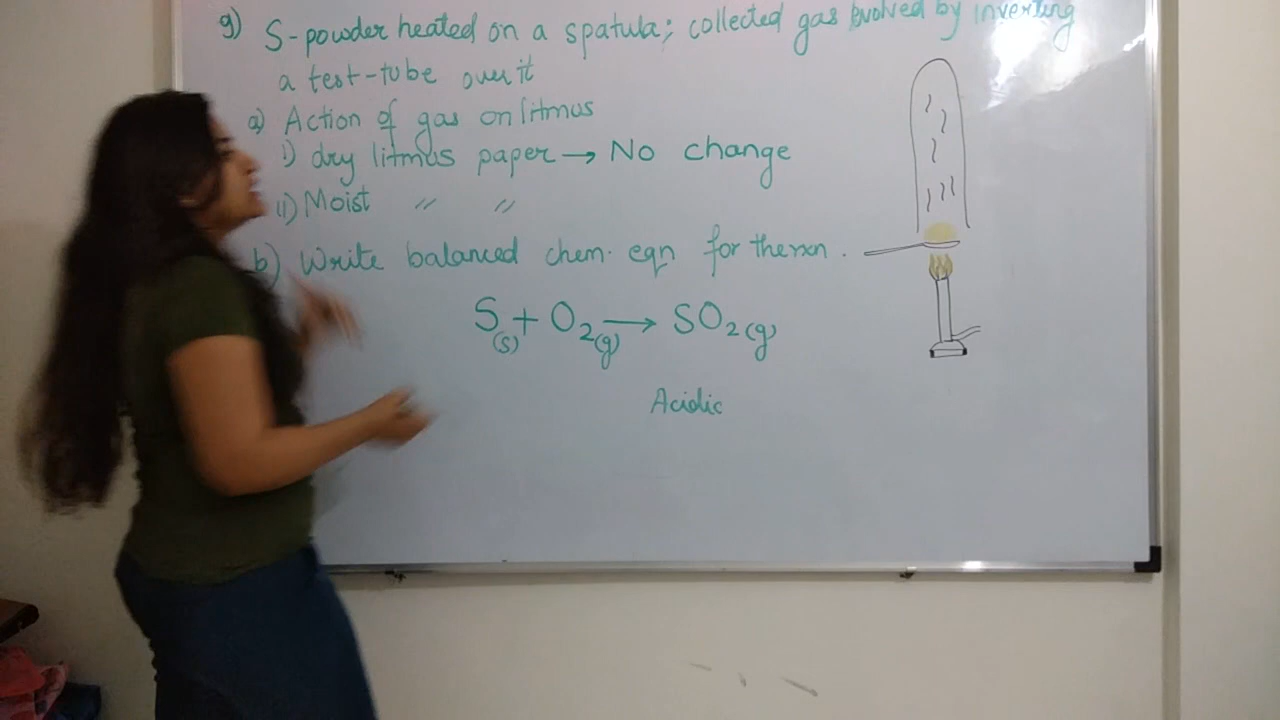 9) S-powder heated on a spatula; collected gas evolved by inverting
a test-tube over it
a) Action of gas on litmus
i) dry litmus paper → No change
ii) Moist " "
b) Write balanced chem. eqn for the rxn.
S(s) + O2(g) → SO2(g)
Acidic